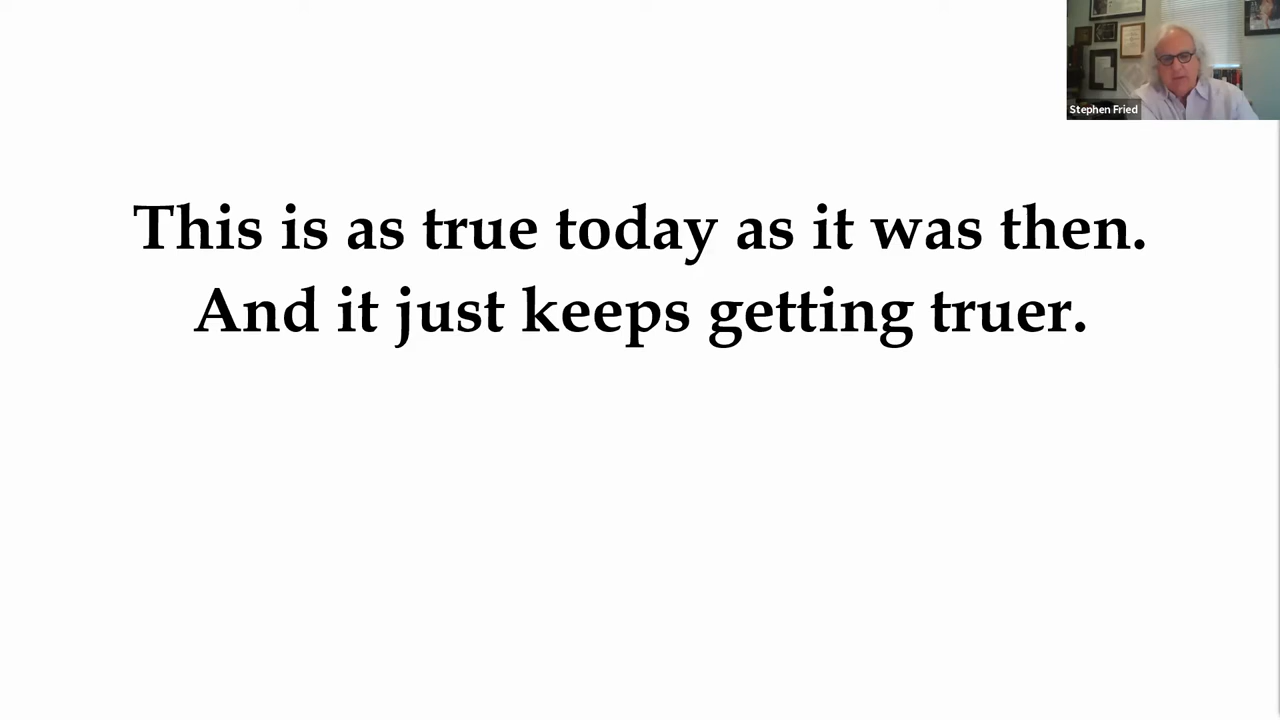 Stephen Fried
This is as true today as it was then.
And it just keeps getting truer.